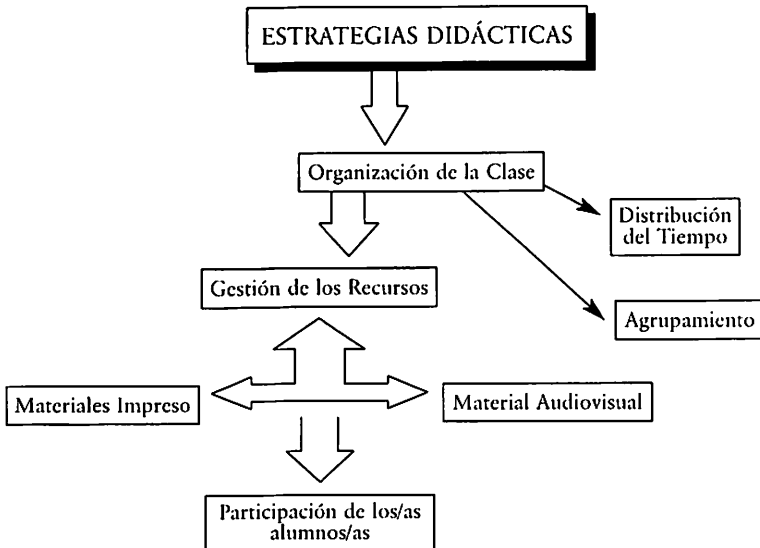 ESTRATEGIAS DIDÁCTICAS
Organización de la Clase
Distribución
del Tiempo
Gestión de los Recursos
Agrupamiento
Materiales Impreso
Material Audiovisual
Participación de los/as
alumnos/as